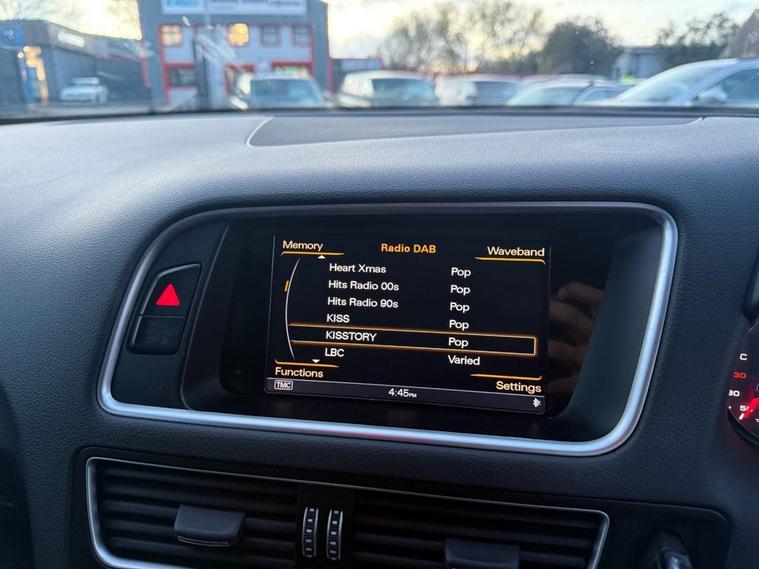 Memory Radio DAB Waveband
Heart Xmas Pop
Hits Radio 00s Pop
Hits Radio 90s Pop
KISS Pop
KISSTORY Pop
LBC Varied
Functions Settings
TMC 4:45PM
C
30